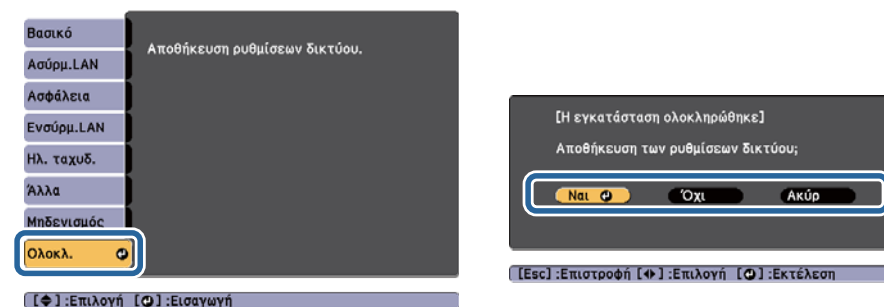 Βασικό
Ασύρμ.LAN
Ασφάλεια
Ενσύρμ.LAN
Ηλ. ταχυδ.
Άλλα
Μηδενισμός
Ολοκλ.
Αποθήκευση ρυθμίσεων δικτύου.
[ ] :Επιλογή [ ] :Εισαγωγή
[Η εγκατάσταση ολοκληρώθηκε]
Αποθήκευση των ρυθμίσεων δικτύου;
Ναι Όχι Ακύρ
[Esc] :Επιστροφή [ ] :Επιλογή [ ] :Εκτέλεση